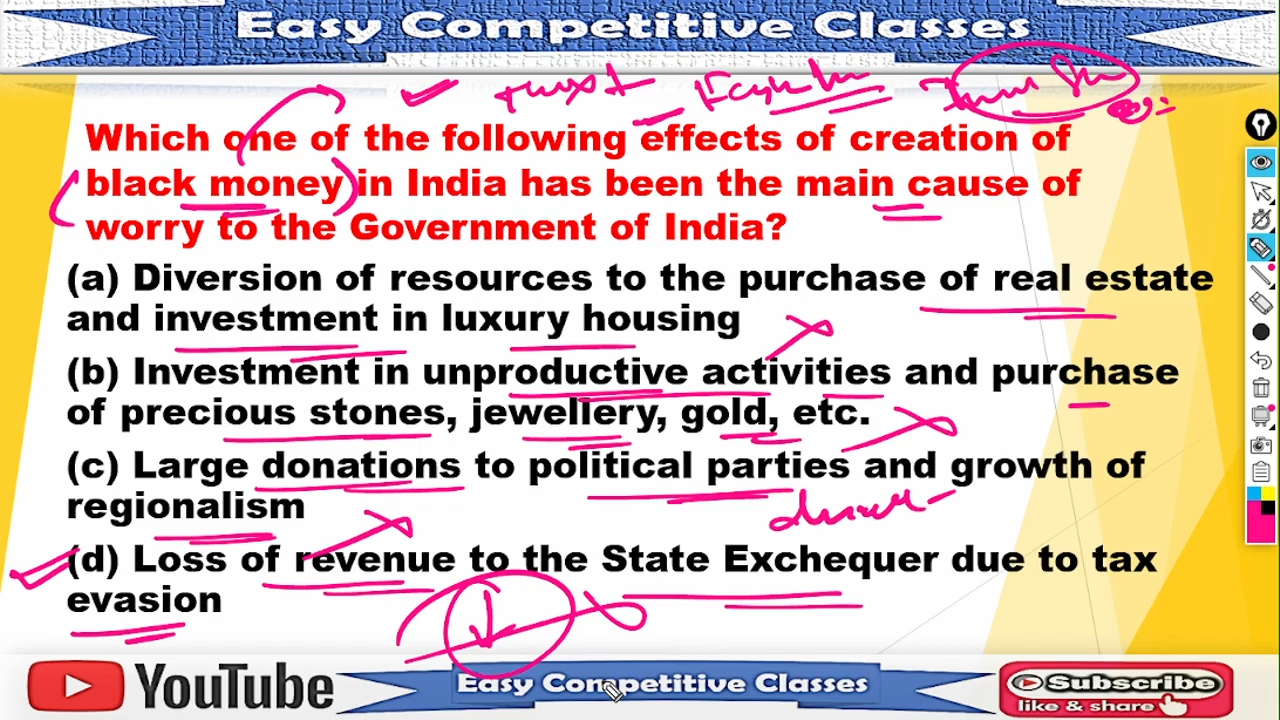 Easy Competitive Classes
Which one of the following effects of creation of
black money in India has been the main cause of
worry to the Government of India?
(a) Diversion of resources to the purchase of real estate
and investment in luxury housing
(b) Investment in unproductive activities and purchase
of precious stones, jewellery, gold, etc.
(c) Large donations to political parties and growth of
regionalism
(d) Loss of revenue to the State Exchequer due to tax
evasion
YouTube
Easy Competitive Classes
Subscribe
like & share